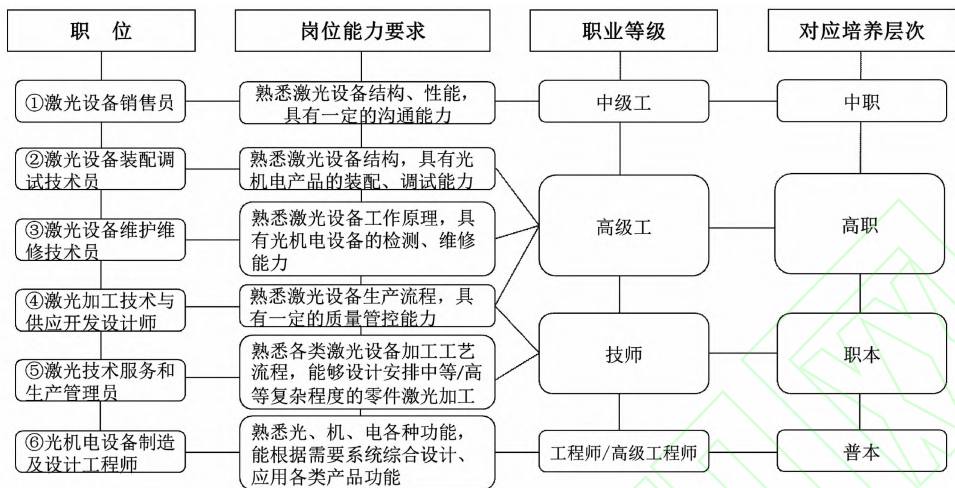 职 位
岗位能力要求
职业等级
对应培养层次
①激光设备销售员
熟悉激光设备结构、性能，
具有一定的沟通能力
中级工
中职
②激光设备装配调
试技术员
熟悉激光设备结构，具有光
机电产品的装配、调试能力
③激光设备维护维
修技术员
熟悉激光设备工作原理，具
有光机电设备的检测、维修
能力
高级工
高职
④激光加工技术与
供应开发设计师
熟悉激光设备生产流程，具
有一定的质量管控能力
⑤激光技术服务和
生产管理员
熟悉各类激光设备加工工艺
流程，能够设计安排中等/高
等复杂程度的零件激光加工
技师
职本
⑥光机电设备制造
及设计工程师
熟悉光、机、电各种功能，
能根据需要系统综合设计、
应用各类产品功能
工程师/高级工程师
普本